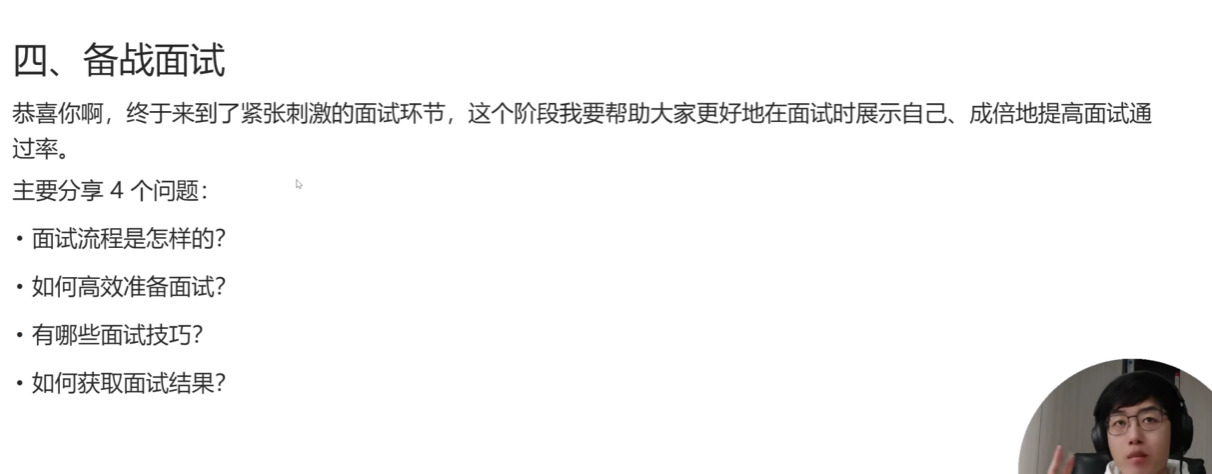 四、备战面试
恭喜你啊，终于来到了紧张刺激的面试环节，这个阶段我要帮助大家更好地在面试时展示自己、成倍地提高面试通
过率。
主要分享 4 个问题：
• 面试流程是怎样的？
• 如何高效准备面试？
• 有哪些面试技巧？
• 如何获取面试结果？